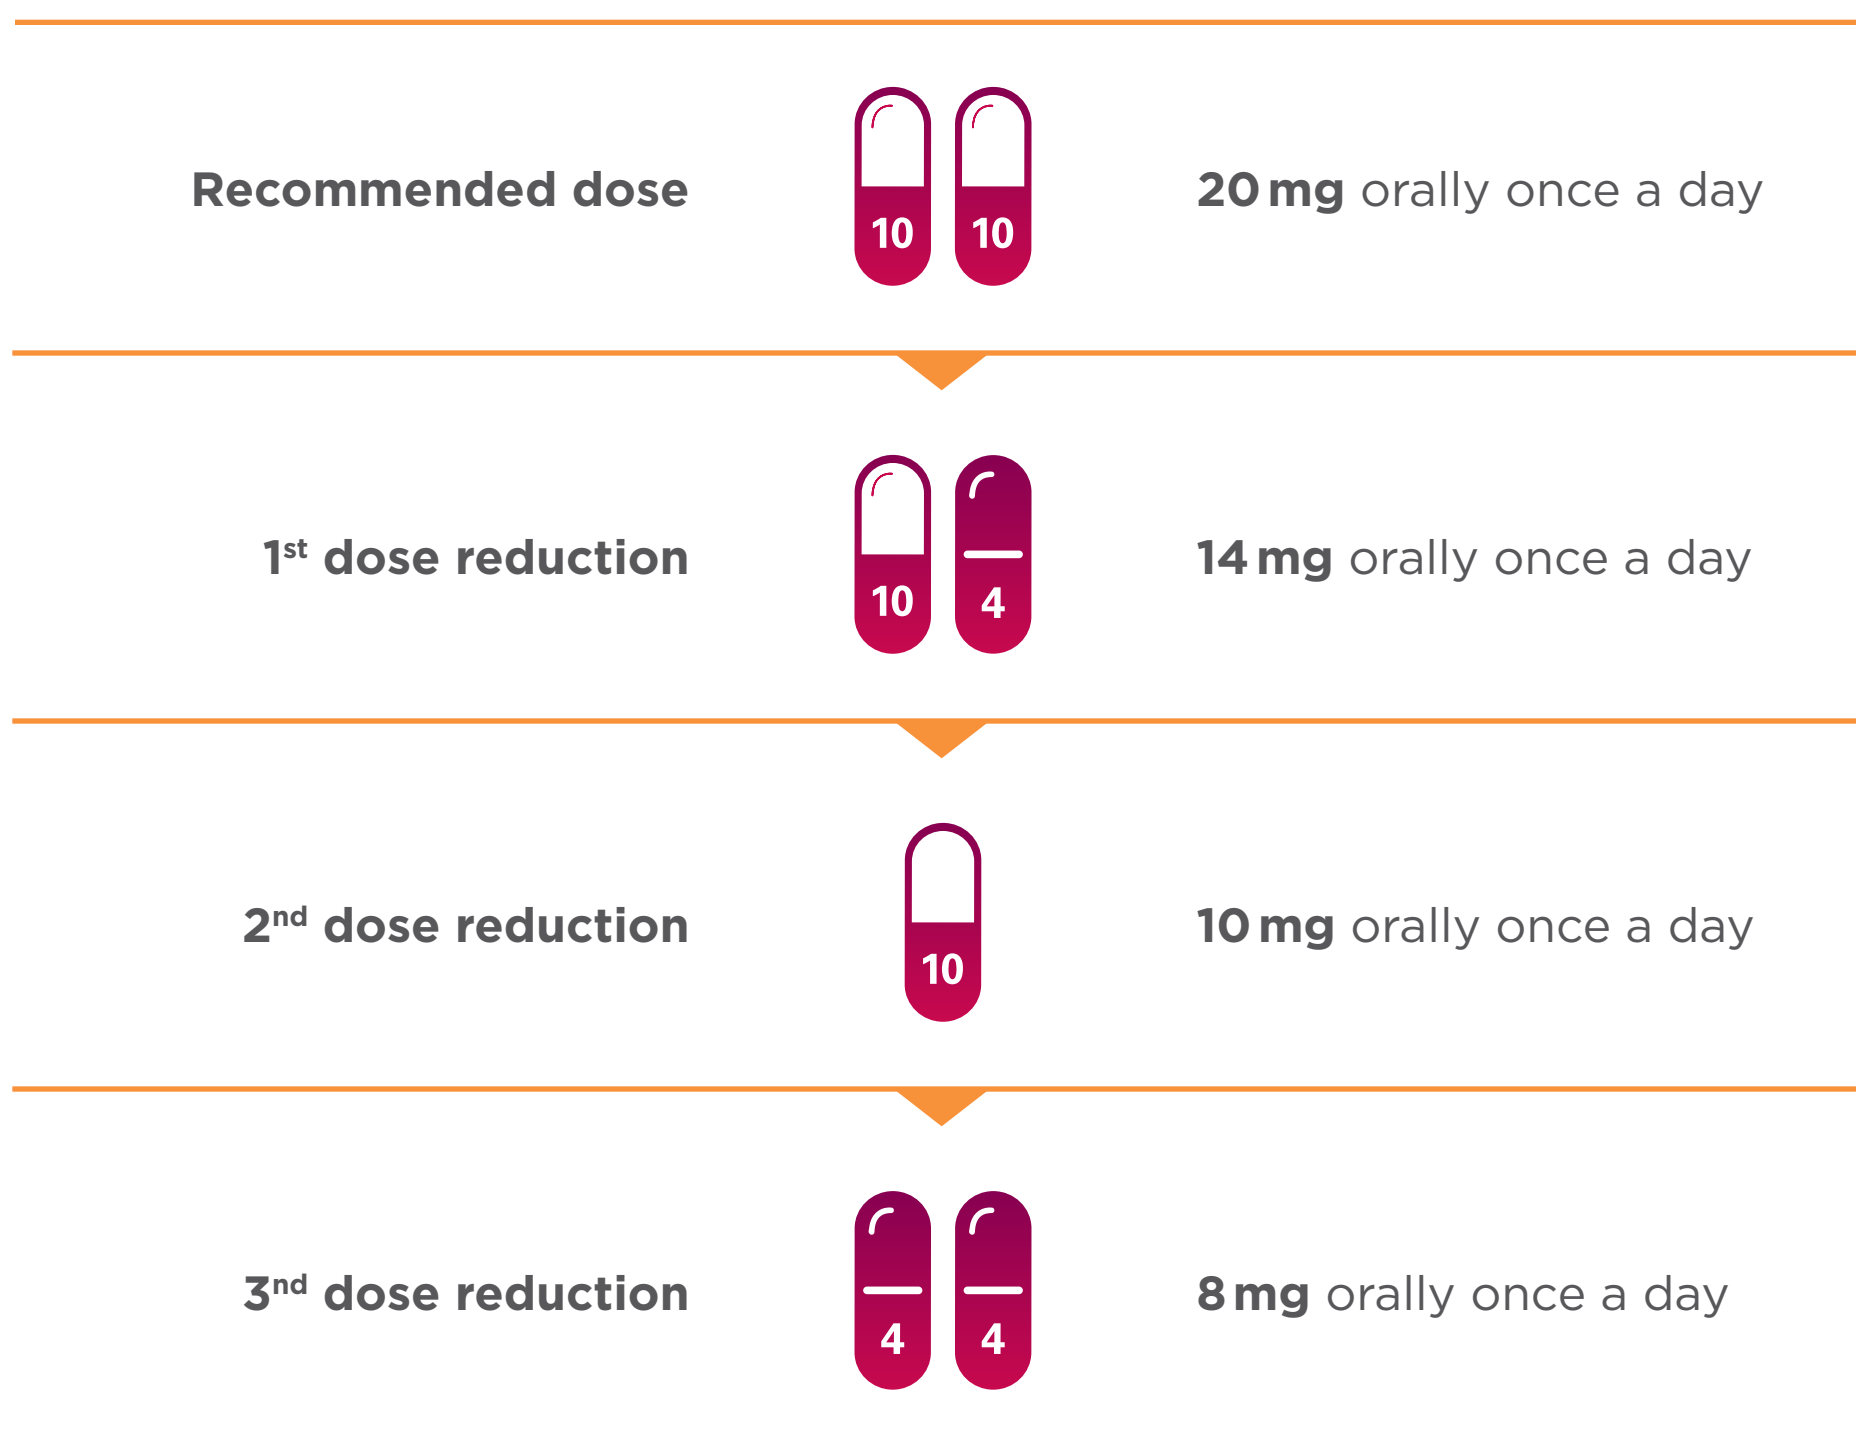 Recommended dose
10 10
20 mg orally once a day
1st dose reduction
10 4
14 mg orally once a day
2nd dose reduction
10
10 mg orally once a day
3nd dose reduction
4 4
8 mg orally once a day